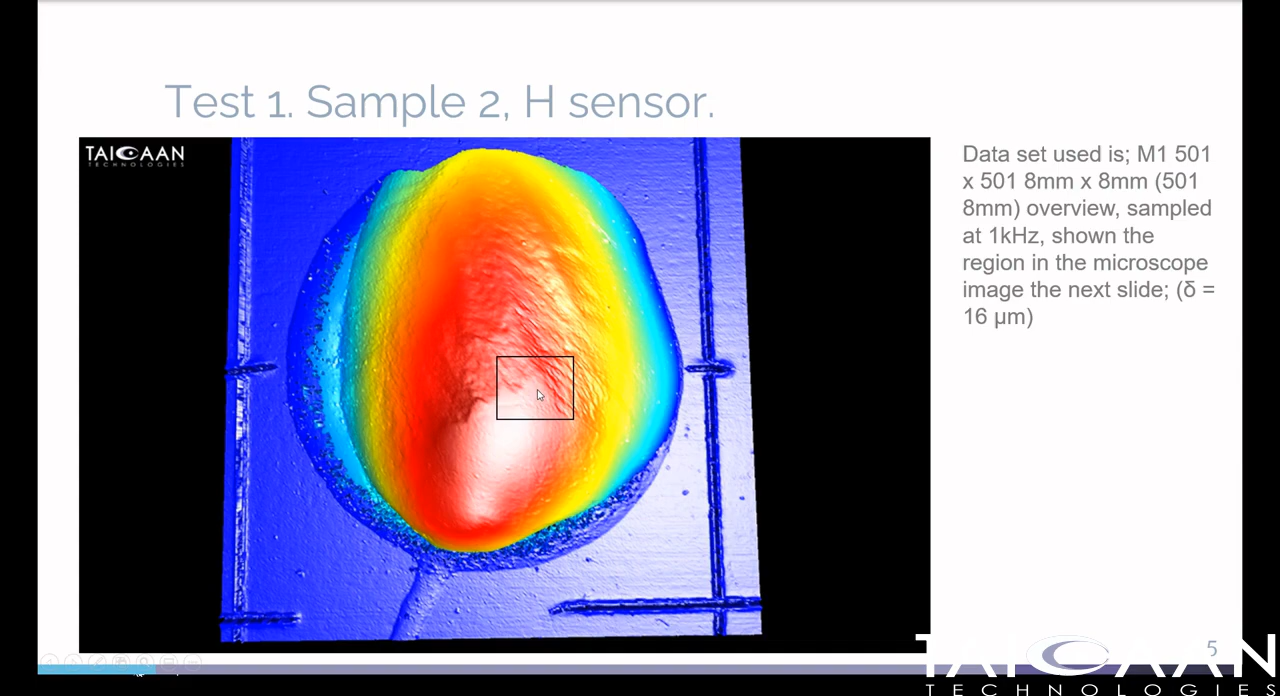 Test 1. Sample 2, H sensor.
TAICAAN
TECHNOLOGIES
Data set used is; M1 501
x 501 8mm x 8mm (501
8mm) overview, sampled
at 1kHz, shown the
region in the microscope
image the next slide; (δ =
16 μm)
5
TAICAAN
TECHNOLOGIES